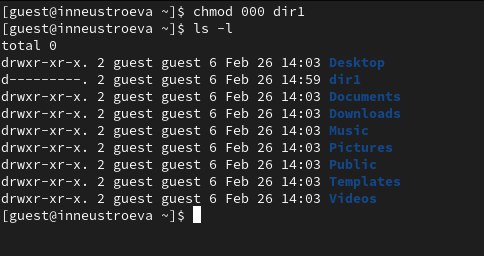 [guest@inneustroeva ~]$ chmod 000 dir1
[guest@inneustroeva ~]$ ls -l
total 0
drwxr-xr-x. 2 guest guest 6 Feb 26 14:03 Desktop
d---------. 2 guest guest 6 Feb 26 14:59 dir1
drwxr-xr-x. 2 guest guest 6 Feb 26 14:03 Documents
drwxr-xr-x. 2 guest guest 6 Feb 26 14:03 Downloads
drwxr-xr-x. 2 guest guest 6 Feb 26 14:03 Music
drwxr-xr-x. 2 guest guest 6 Feb 26 14:03 Pictures
drwxr-xr-x. 2 guest guest 6 Feb 26 14:03 Public
drwxr-xr-x. 2 guest guest 6 Feb 26 14:03 Templates
drwxr-xr-x. 2 guest guest 6 Feb 26 14:03 Videos
[guest@inneustroeva ~]$